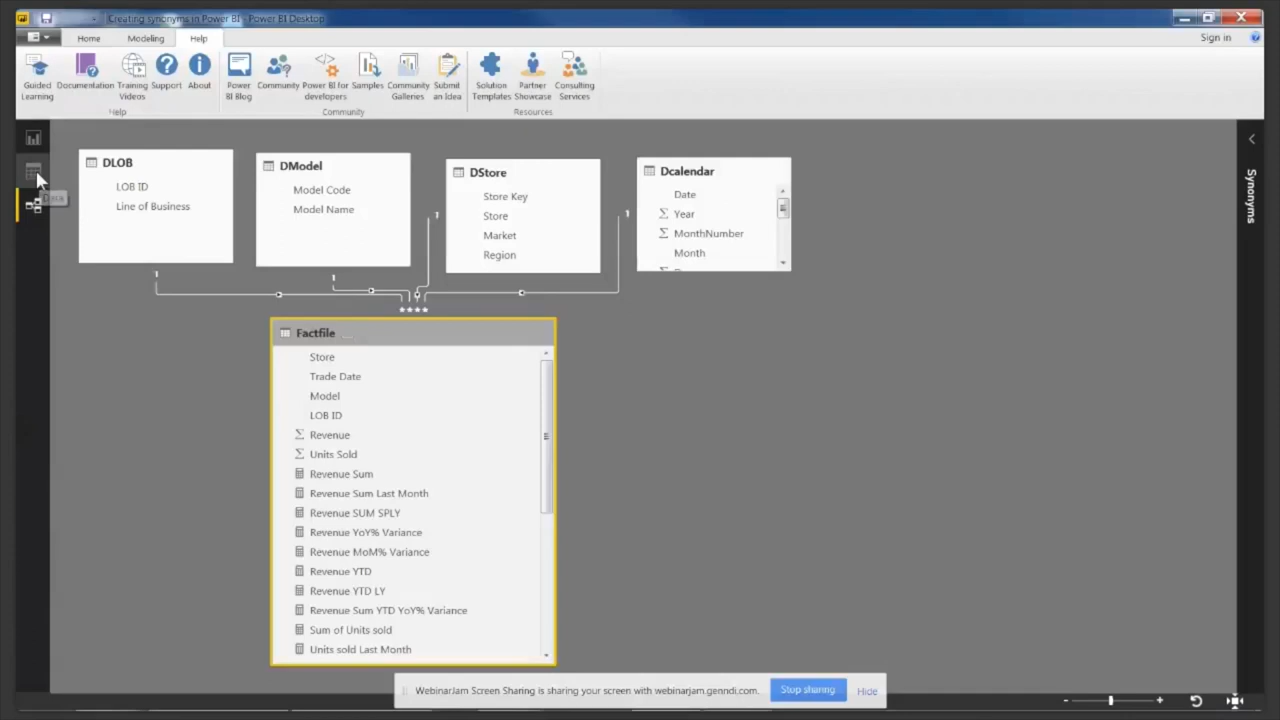 Creating synonyms in Power BI - Power BI Desktop
Home Modeling Help
Sign in
Guided Learning
Documentation
Training Videos
Support
About
Power BI Blog
Community
Power BI for developers
Samples
Community Galleries
Submit an Idea
Solution Templates
Partner Showcase
Consulting Services
Help
Community
Resources
Data
DLOB
LOB ID
Line of Business
DModel
Model Code
Model Name
DStore
Store Key
Store
Market
Region
Dcalendar
Date
Year
MonthNumber
Month
Synonyms
1
1
1
1
Factfile
Store
Trade Date
Model
LOB ID
Revenue
Units Sold
Revenue Sum
Revenue Sum Last Month
Revenue SUM SPLY
Revenue YoY% Variance
Revenue MoM% Variance
Revenue YTD
Revenue YTD LY
Revenue Sum YTD YoY% Variance
Sum of Units sold
Units sold Last Month
WebinarJam Screen Sharing is sharing your screen with webinarjam.genndi.com.
Stop sharing
Hide